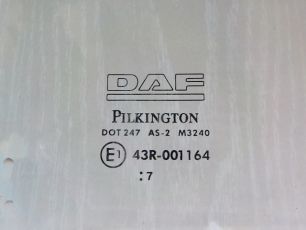 DAF
PILKINGTON
DOT 247 AS-2 M3240
E1 43R-001164
:7